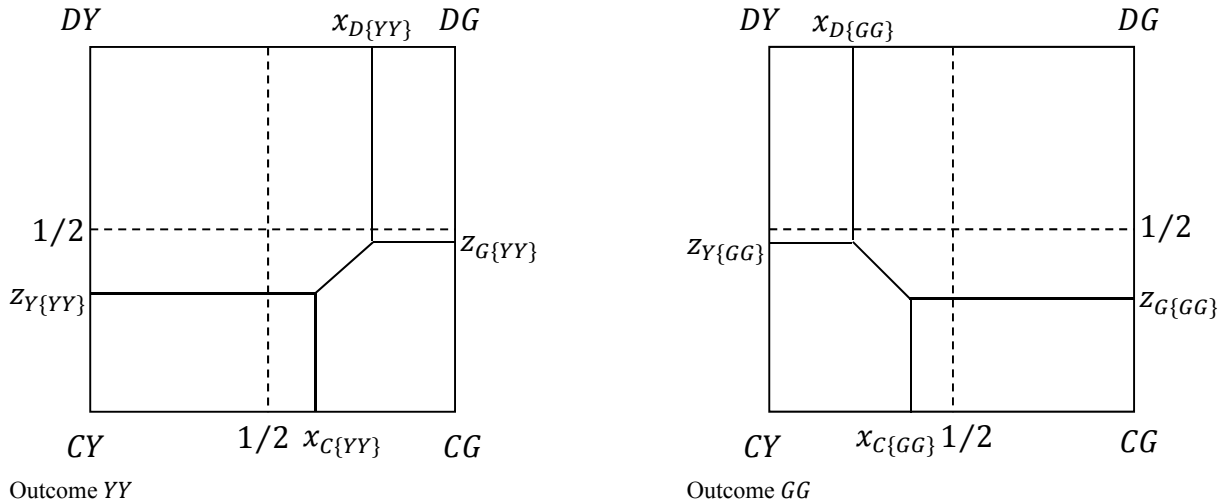 DY x_{D{YY}} DG
1/2
z_{G{YY}}
z_{Y{YY}}
1/2 x_{C{YY}}
CY CG
Outcome YY
DY x_{D{GG}} DG
1/2
z_{Y{GG}}
z_{G{GG}}
x_{C{GG}} 1/2
CY CG
Outcome GG